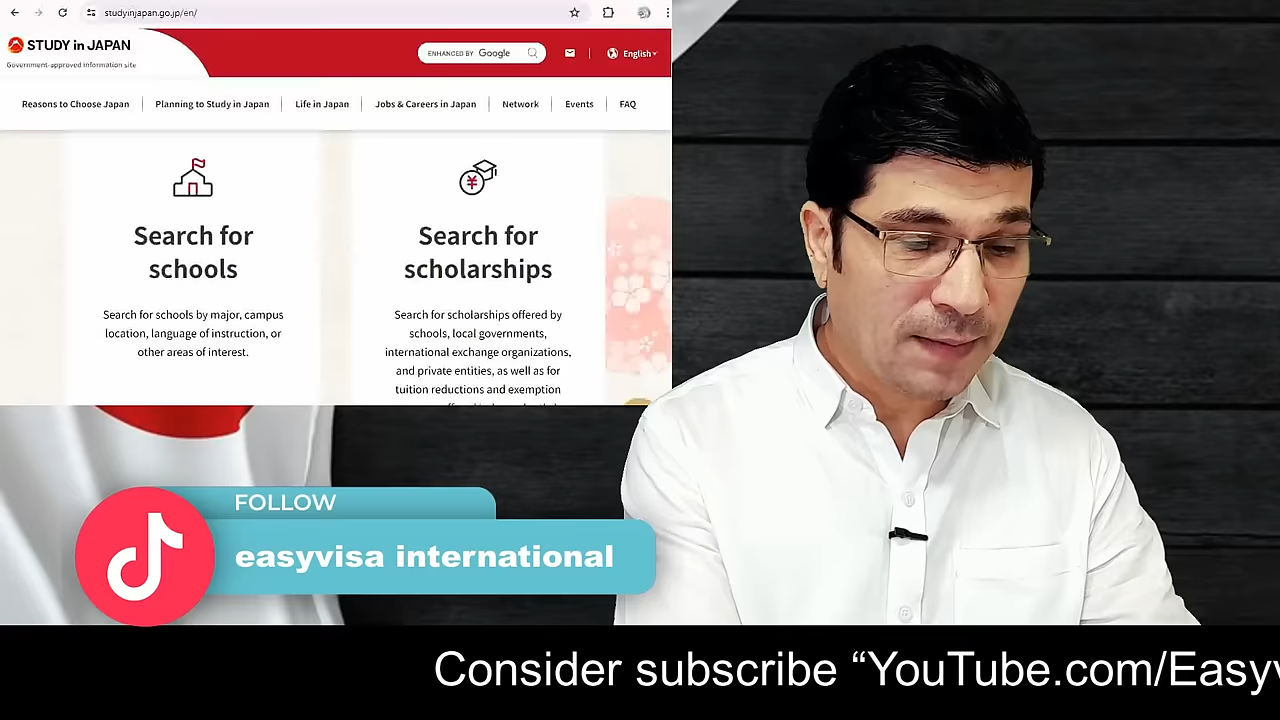 studyinjapan.go.jp/en/
STUDY in JAPAN
Government-approved information site
ENHANCED BY Google
English
Reasons to Choose Japan
Planning to Study in Japan
Life in Japan
Jobs & Careers in Japan
Network
Events
FAQ
Search for
schools
Search for schools by major, campus
location, language of instruction, or
other areas of interest.
Search for
scholarships
Search for scholarships offered by
schools, local governments,
international exchange organizations,
and private entities, as well as for
tuition reductions and exemption
FOLLOW
easyvisa international
Consider subscribe “YouTube.com/Easyv